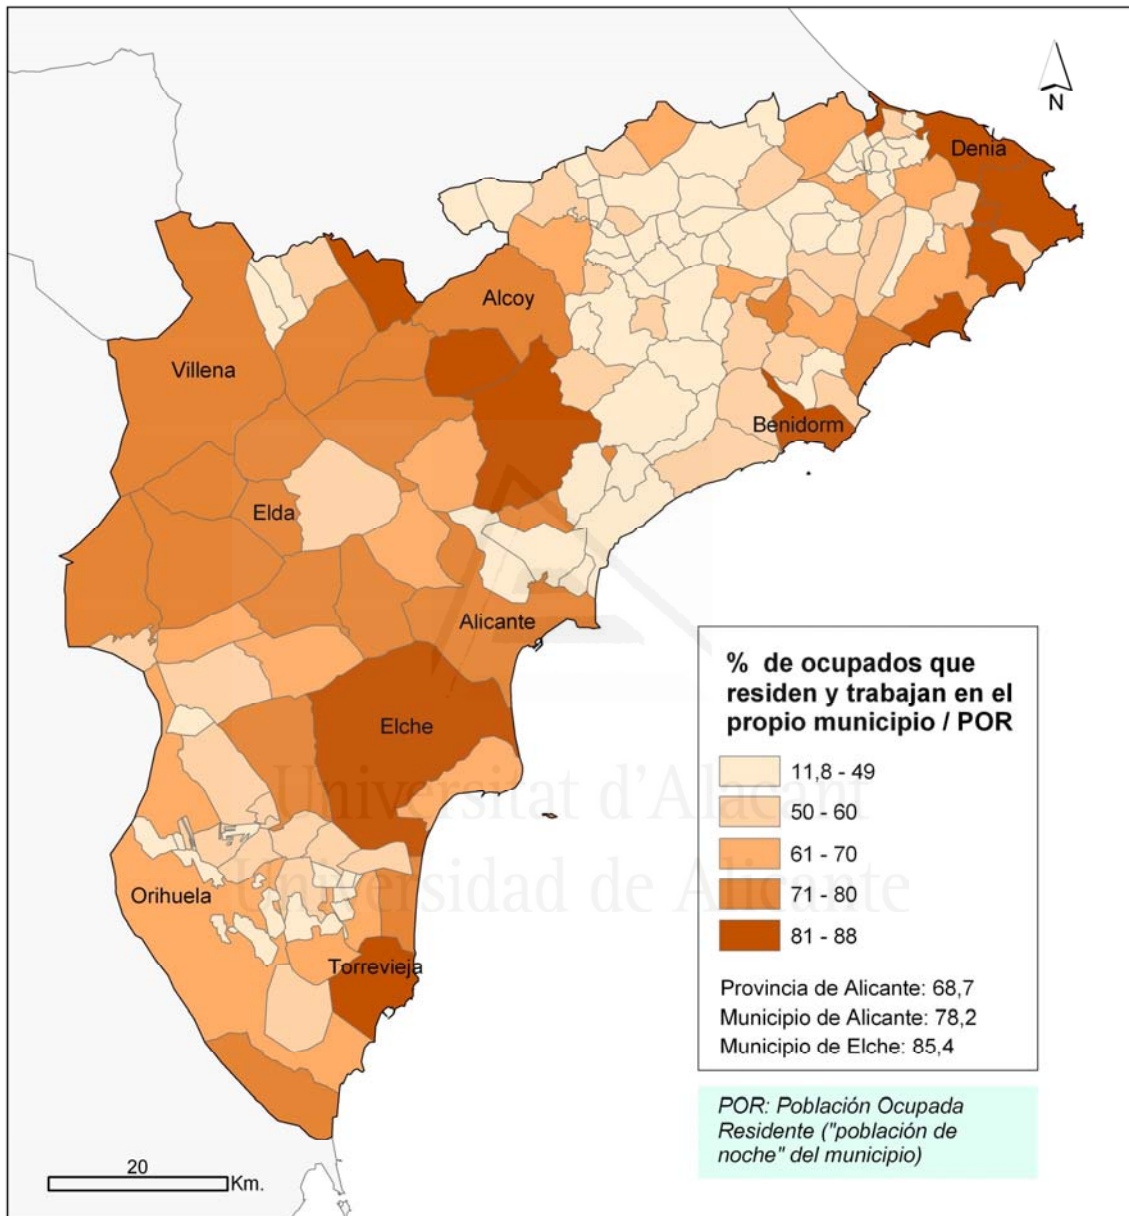 N
Denia
Alcoy
Villena
Benidorm
Elda
Alicante
Elche
Orihuela
Torrevieja
% de ocupados que
residen y trabajan en el
propio municipio / POR
11,8 - 49
50 - 60
61 - 70
71 - 80
81 - 88
Provincia de Alicante: 68,7
Municipio de Alicante: 78,2
Municipio de Elche: 85,4
POR: Población Ocupada
Residente ("población de
noche" del municipio)
20
Km.
Universitat d'Alacant
Universidad de Alicante